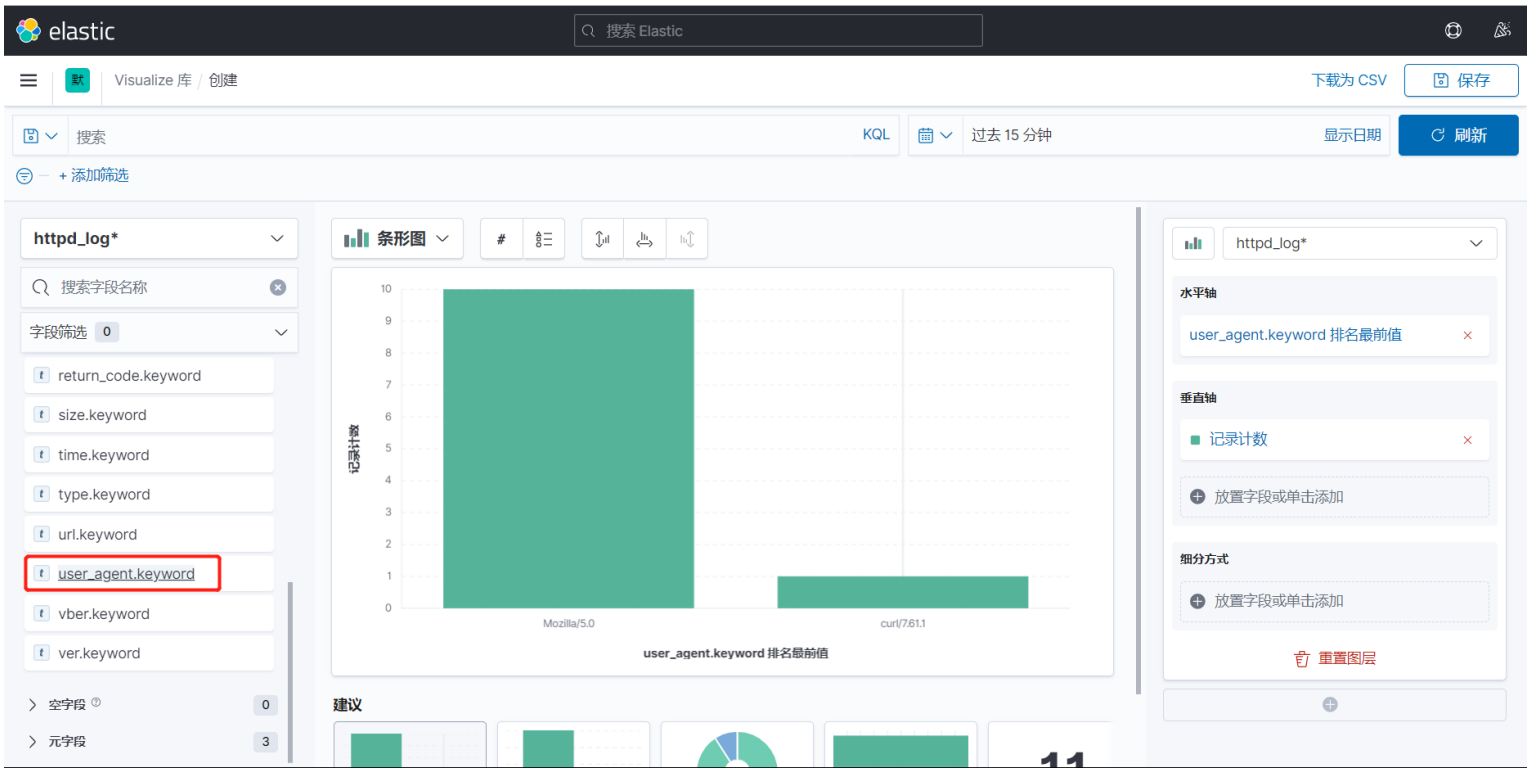 elastic
搜索 Elastic
默
Visualize 库 / 创建
下载为 CSV
保存
搜索
KQL
过去 15 分钟
显示日期
刷新
+ 添加筛选
httpd_log*
搜索字段名称
字段筛选 0
t return_code.keyword
t size.keyword
t time.keyword
t type.keyword
t url.keyword
t user_agent.keyword
t vber.keyword
t ver.keyword
空字段 0
元字段 3
条形图
#
10
9
8
7
6
5
4
3
2
1
0
记录计数
Mozilla/5.0
curl/7.61.1
user_agent.keyword 排名最前值
建议
11
httpd_log*
水平轴
user_agent.keyword 排名最前值
垂直轴
记录计数
放置字段或单击添加
细分方式
放置字段或单击添加
重置图层